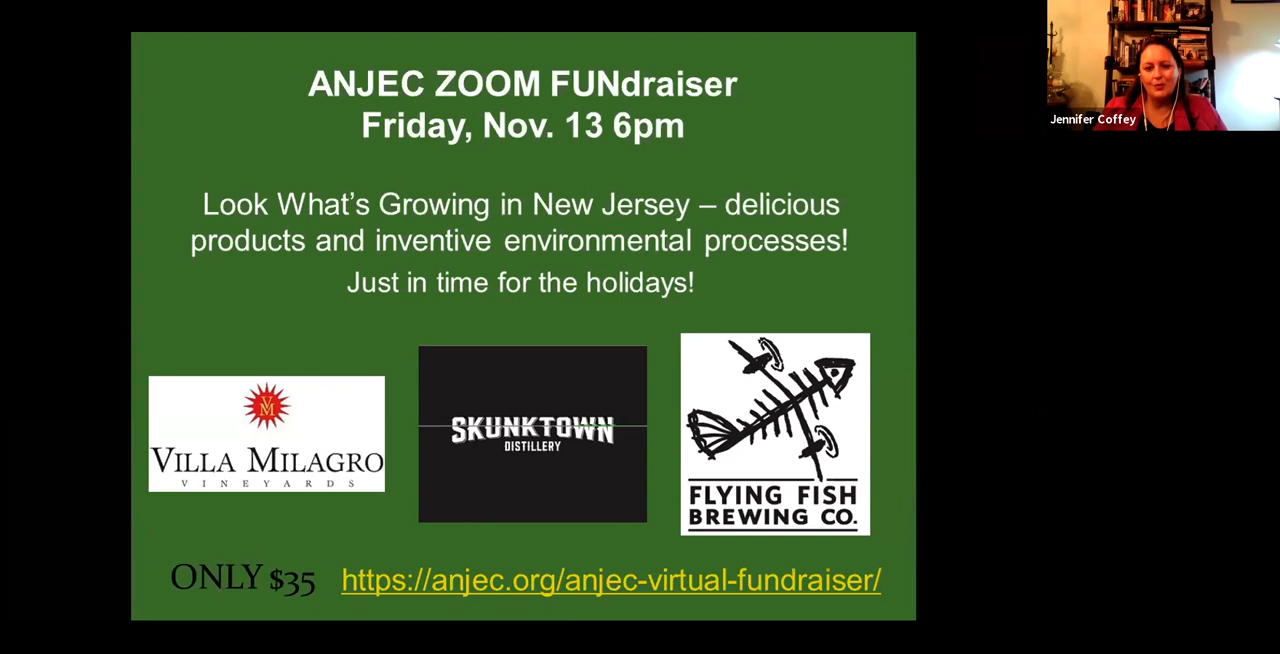 ANJEC ZOOM FUNdraiser
Friday, Nov. 13 6pm
Look What’s Growing in New Jersey – delicious
products and inventive environmental processes!
Just in time for the holidays!
VM
VILLA MILAGRO
VINEYARDS
SKUNKTOWN
DISTILLERY
FLYING FISH
BREWING CO.
ONLY $35
https://anjec.org/anjec-virtual-fundraiser/
Jennifer Coffey